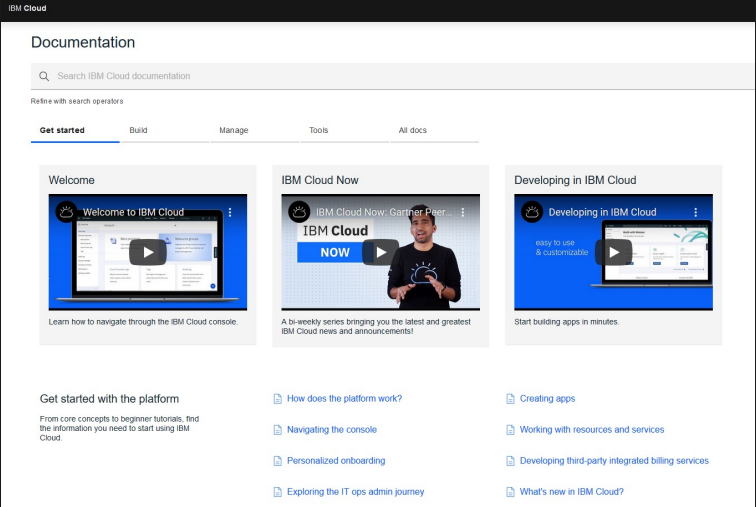 IBM Cloud
Documentation
Search IBM Cloud documentation
Refine with search operators
Get started
Build
Manage
Tools
All docs
Welcome
Welcome to IBM Cloud
Learn how to navigate through the IBM Cloud console.
IBM Cloud Now
IBM Cloud Now: Gartner Peer...
IBM Cloud
NOW
A bi-weekly series bringing you the latest and greatest
IBM Cloud news and announcements!
Developing in IBM Cloud
Developing in IBM Cloud
easy to use
& customizable
Start building apps in minutes.
Get started with the platform
From core concepts to beginner tutorials, find
the information you need to start using IBM
Cloud.
How does the platform work?
Navigating the console
Personalized onboarding
Exploring the IT ops admin journey
Creating apps
Working with resources and services
Developing third-party integrated billing services
What's new in IBM Cloud?